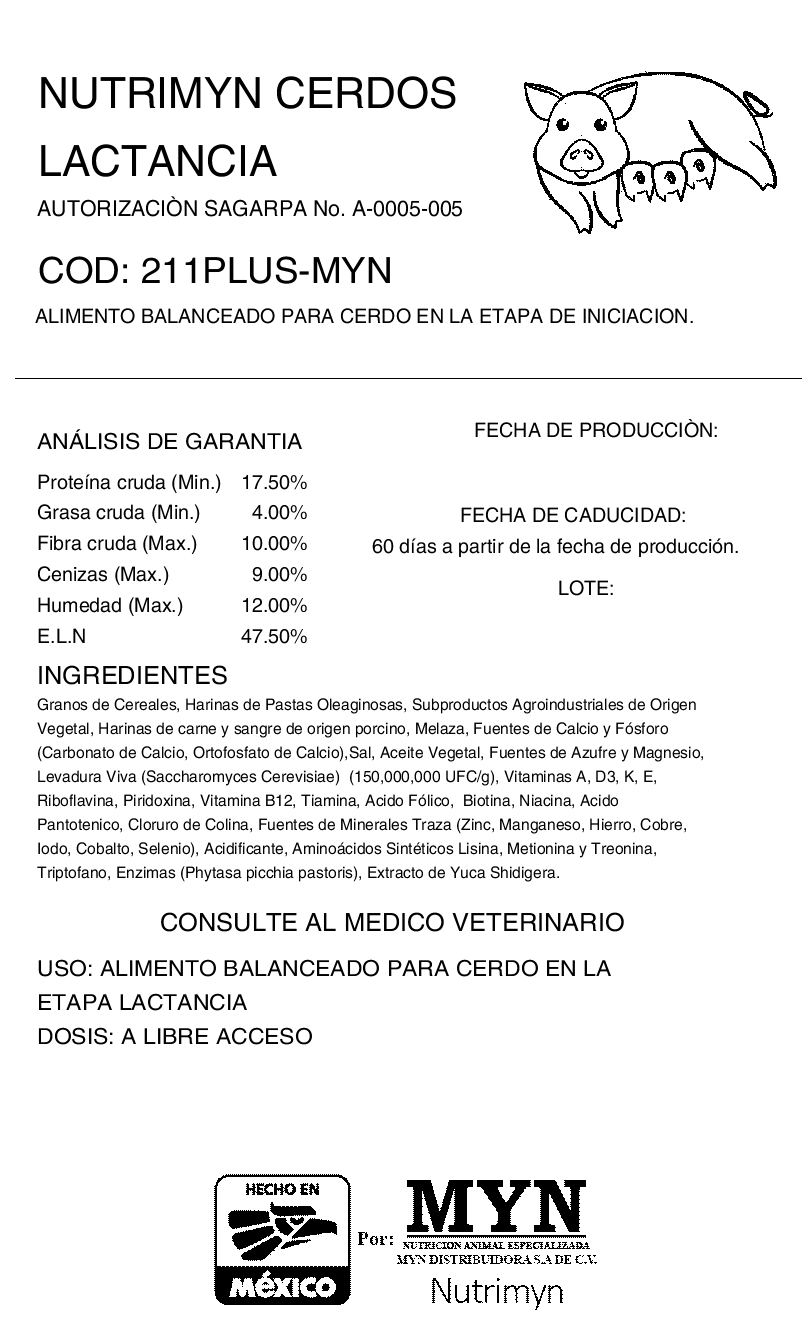 NUTRIMYN CERDOS
LACTANCIA
AUTORIZACIÒN SAGARPA No. A-0005-005
COD: 211PLUS-MYN
ALIMENTO BALANCEADO PARA CERDO EN LA ETAPA DE INICIACION.
ANÁLISIS DE GARANTIA
Proteína cruda (Min.) 17.50%
Grasa cruda (Min.) 4.00%
Fibra cruda (Max.) 10.00%
Cenizas (Max.) 9.00%
Humedad (Max.) 12.00%
E.L.N 47.50%
FECHA DE PRODUCCIÒN:
FECHA DE CADUCIDAD:
60 días a partir de la fecha de producción.
LOTE:
INGREDIENTES
Granos de Cereales, Harinas de Pastas Oleaginosas, Subproductos Agroindustriales de Origen
Vegetal, Harinas de carne y sangre de origen porcino, Melaza, Fuentes de Calcio y Fósforo
(Carbonato de Calcio, Ortofosfato de Calcio),Sal, Aceite Vegetal, Fuentes de Azufre y Magnesio,
Levadura Viva (Saccharomyces Cerevisiae) (150,000,000 UFC/g), Vitaminas A, D3, K, E,
Riboflavina, Piridoxina, Vitamina B12, Tiamina, Acido Fólico, Biotina, Niacina, Acido
Pantotenico, Cloruro de Colina, Fuentes de Minerales Traza (Zinc, Manganeso, Hierro, Cobre,
Iodo, Cobalto, Selenio), Acidificante, Aminoácidos Sintéticos Lisina, Metionina y Treonina,
Triptofano, Enzimas (Phytasa picchia pastoris), Extracto de Yuca Shidigera.
CONSULTE AL MEDICO VETERINARIO
USO: ALIMENTO BALANCEADO PARA CERDO EN LA
ETAPA LACTANCIA
DOSIS: A LIBRE ACCESO
HECHO EN
MéXICO
Por:
MYN
NUTRICION ANIMAL ESPECIALIZADA
MYN DISTRIBUIDORA S.A DE C.V.
Nutrimyn